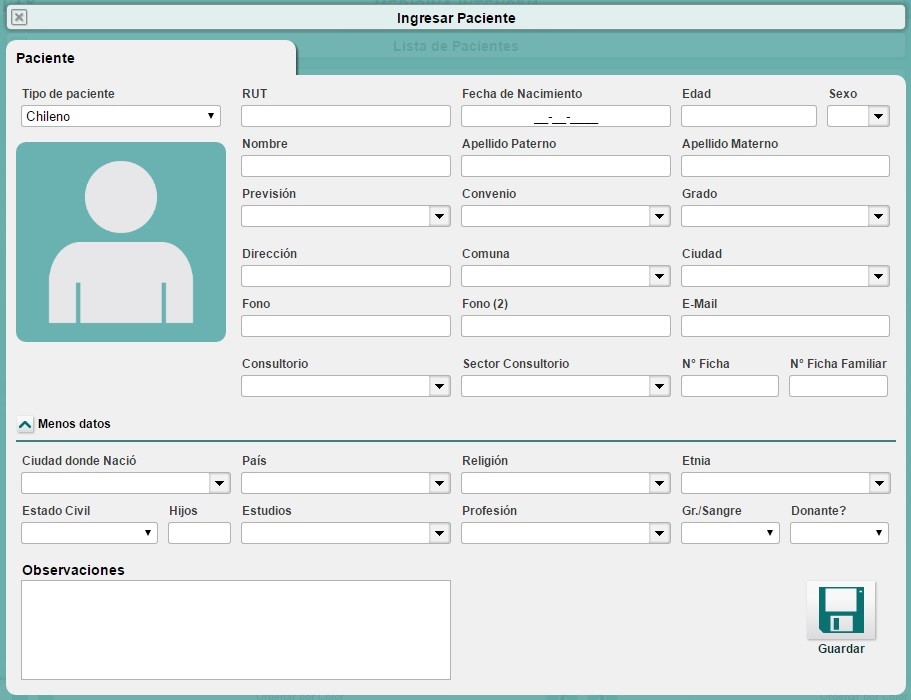 Ingresar Paciente
Lista de Pacientes
Paciente
Tipo de paciente RUT Fecha de Nacimiento Edad Sexo
Chileno __-__-____
Nombre Apellido Paterno Apellido Materno
Previsión Convenio Grado
Dirección Comuna Ciudad
Fono Fono (2) E-Mail
Consultorio Sector Consultorio N° Ficha N° Ficha Familiar
Menos datos
Ciudad donde Nació País Religión Etnia
Estado Civil Hijos Estudios Profesión Gr./Sangre Donante?
Observaciones
Guardar